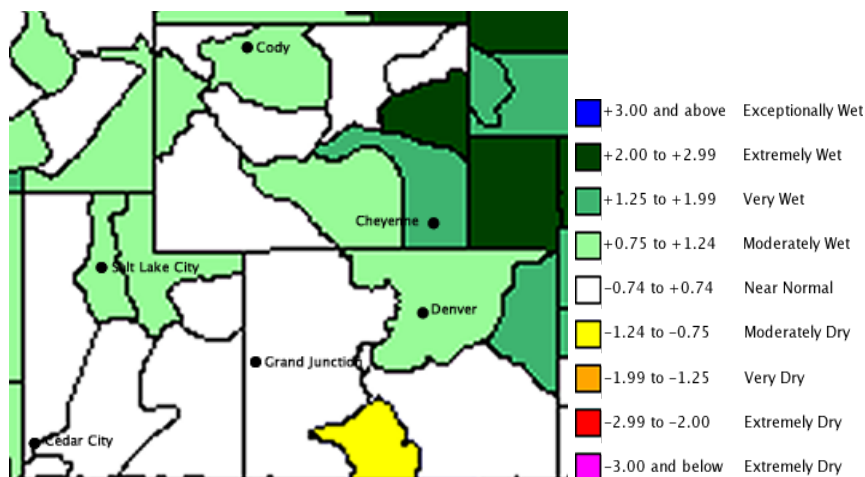 Cody
Cheyenne
Salt Lake City
Denver
Grand Junction
Cedar City
+3.00 and above Exceptionally Wet
+2.00 to +2.99 Extremely Wet
+1.25 to +1.99 Very Wet
+0.75 to +1.24 Moderately Wet
−0.74 to +0.74 Near Normal
−1.24 to −0.75 Moderately Dry
−1.99 to −1.25 Very Dry
−2.99 to −2.00 Extremely Dry
−3.00 and below Extremely Dry